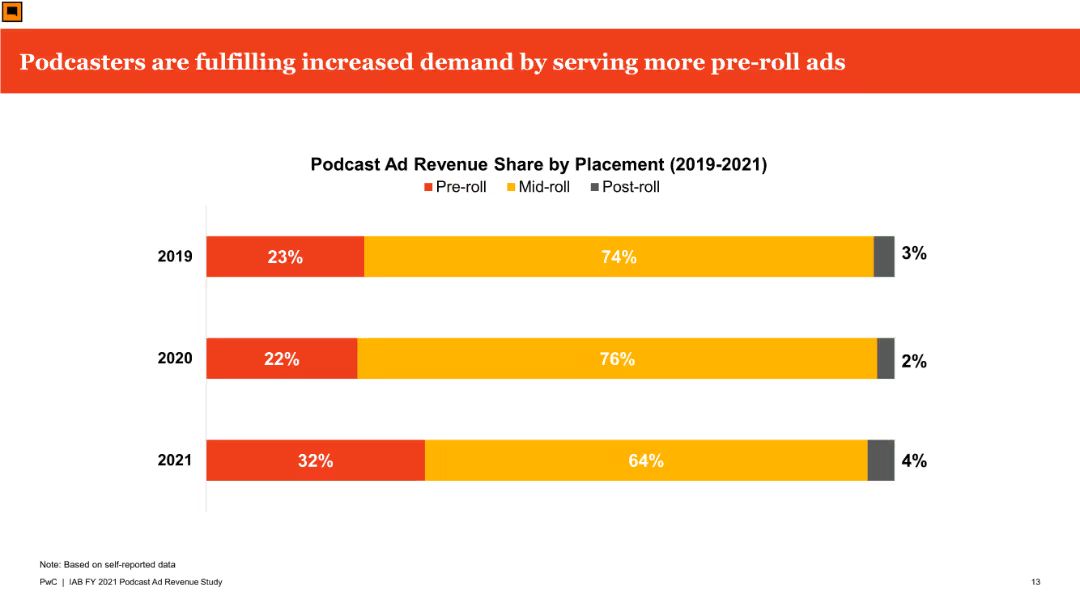 Podcasters are fulfilling increased demand by serving more pre-roll ads
Podcast Ad Revenue Share by Placement (2019-2021)
Pre-roll Mid-roll Post-roll
2019 23% 74% 3%
2020 22% 76% 2%
2021 32% 64% 4%
Note: Based on self-reported data
PwC | IAB FY 2021 Podcast Ad Revenue Study 13